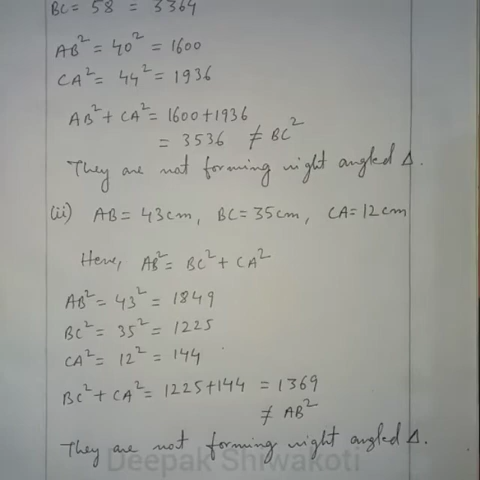 BC = 58 = 3364
AB² = 40² = 1600
CA² = 44² = 1936
AB² + CA² = 1600+1936
= 3536 ≠ BC²
They are not forming right angled Δ.
(ii) AB = 43cm, BC = 35cm, CA = 12cm
Here, AB² = BC² + CA²
AB² = 43² = 1849
BC² = 35² = 1225
CA² = 12² = 144
BC² + CA² = 1225+144 = 1369
≠ AB²
They are not forming right angled Δ.
Deepak Shiwakoti